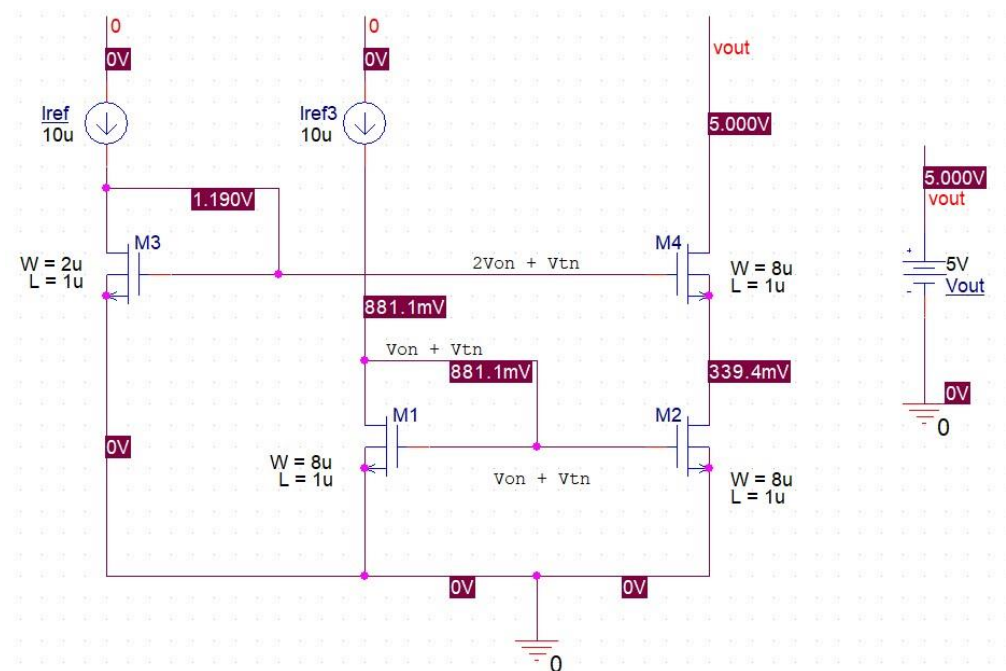 0
0
vout
0V
0V
Iref
10u
Iref3
10u
5.000V
5.000V
vout
1.190V
M3
W = 2u
L = 1u
2Von + Vtn
M4
W = 8u
L = 1u
+
5V
-
Vout
881.1mV
Von + Vtn
881.1mV
339.4mV
0V
0
M1
M2
0V
W = 8u
L = 1u
Von + Vtn
W = 8u
L = 1u
0V
0V
0